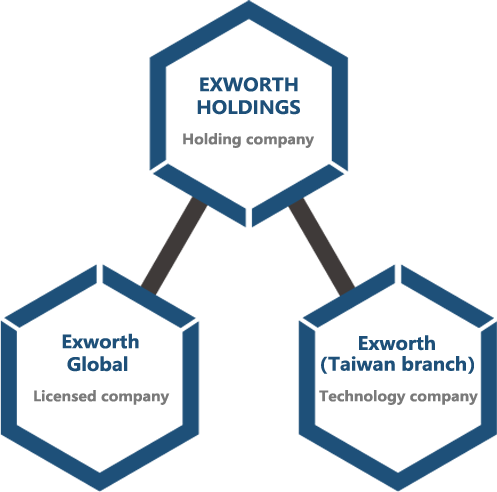 EXWORTH
HOLDINGS
Holding company
Exworth
Global
Licensed company
Exworth
(Taiwan branch)
Technology company